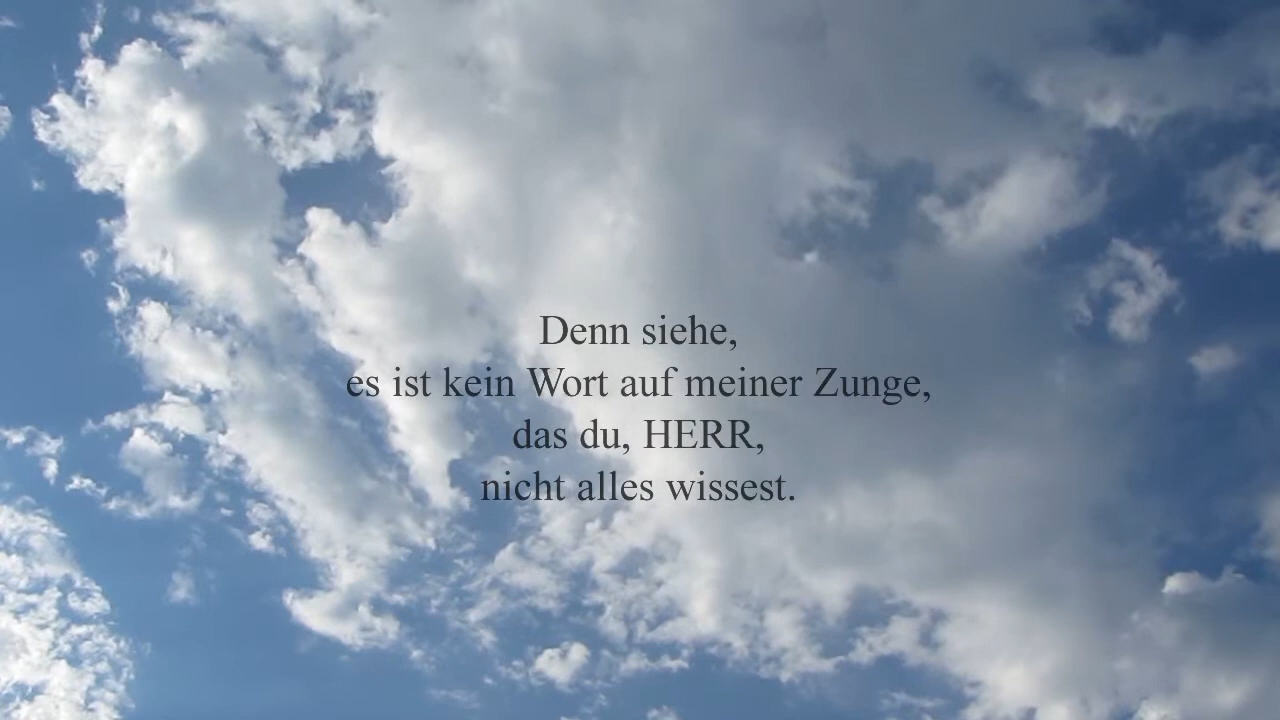 Denn siehe,
es ist kein Wort auf meiner Zunge,
das du, HERR,
nicht alles wissest.